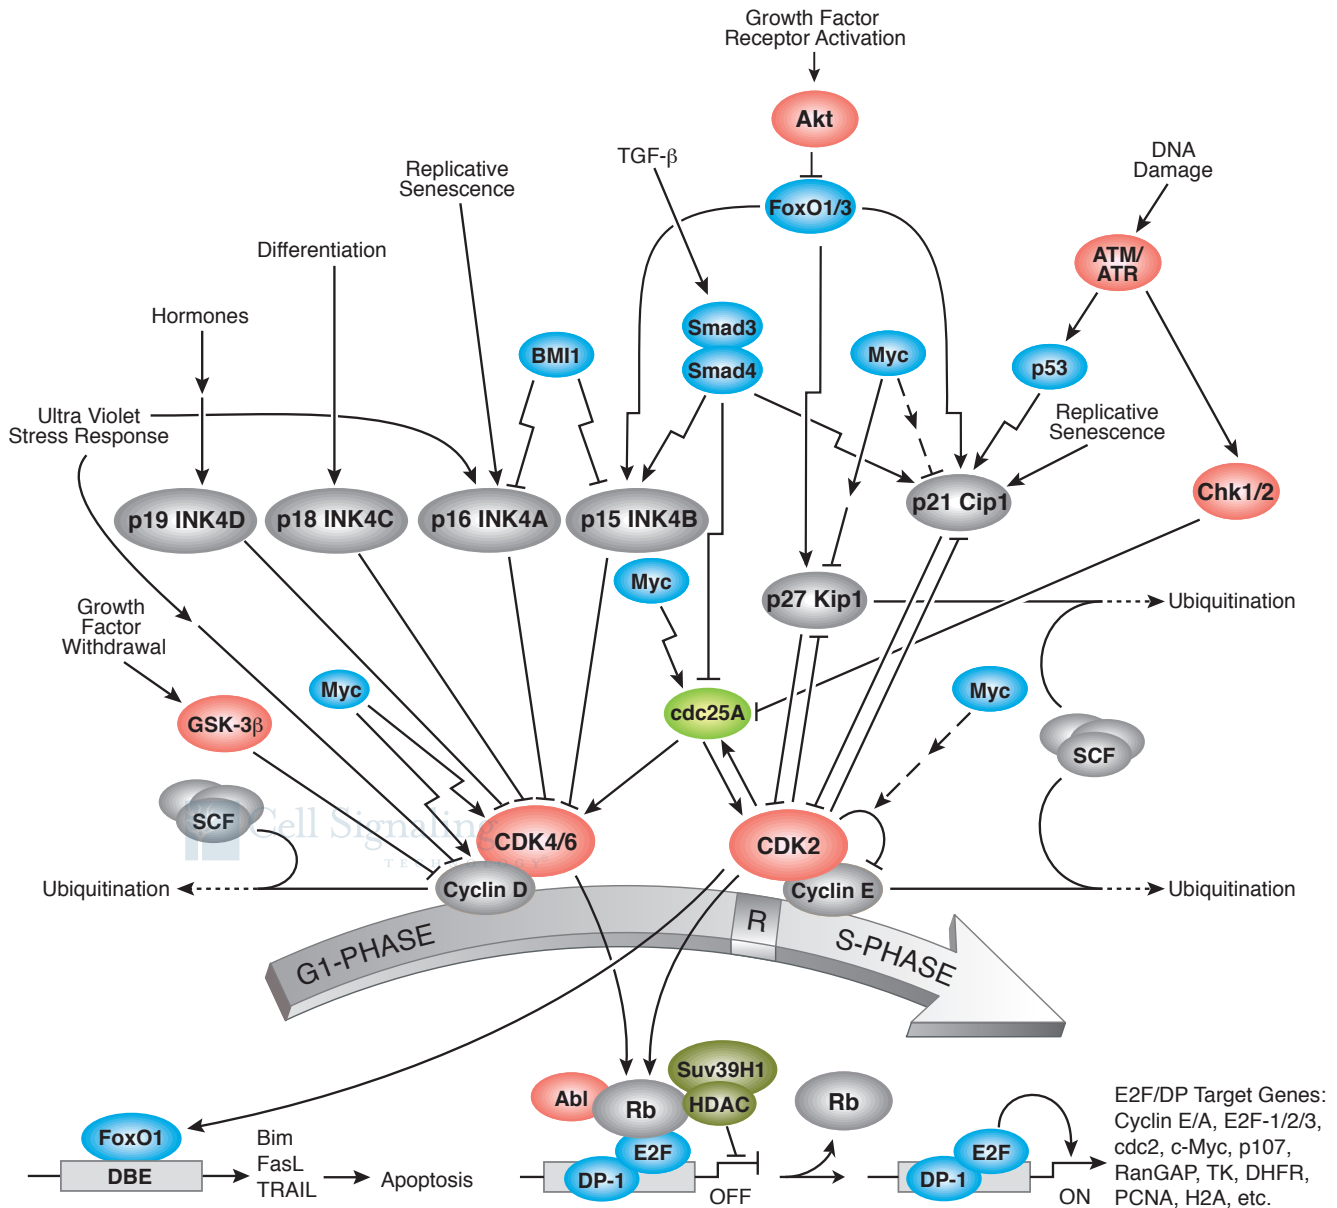 Growth Factor
Receptor Activation
Akt
TGF-β
DNA
Damage
Replicative
Senescence
FoxO1/3
Differentiation
ATM/
ATR
Hormones
Smad3
BMI1
Myc
Smad4
p53
Ultra Violet
Stress Response
Replicative
Senescence
Chk1/2
p19 INK4D
p18 INK4C
p16 INK4A
p15 INK4B
p21 Cip1
Myc
p27 Kip1
Ubiquitination
Growth
Factor
Withdrawal
Myc
Myc
GSK-3β
cdc25A
SCF
SCF
Cell Signaling
TECHNOLOGY®
CDK4/6
CDK2
Ubiquitination
Cyclin D
Cyclin E
Ubiquitination
G1-PHASE
R
S-PHASE
Suv39H1
Abl
Rb
HDAC
Rb
E2F/DP Target Genes:
Cyclin E/A, E2F-1/2/3,
cdc2, c-Myc, p107,
RanGAP, TK, DHFR,
PCNA, H2A, etc.
FoxO1
DBE
Bim
FasL
TRAIL
Apoptosis
E2F
DP-1
OFF
E2F
DP-1
ON